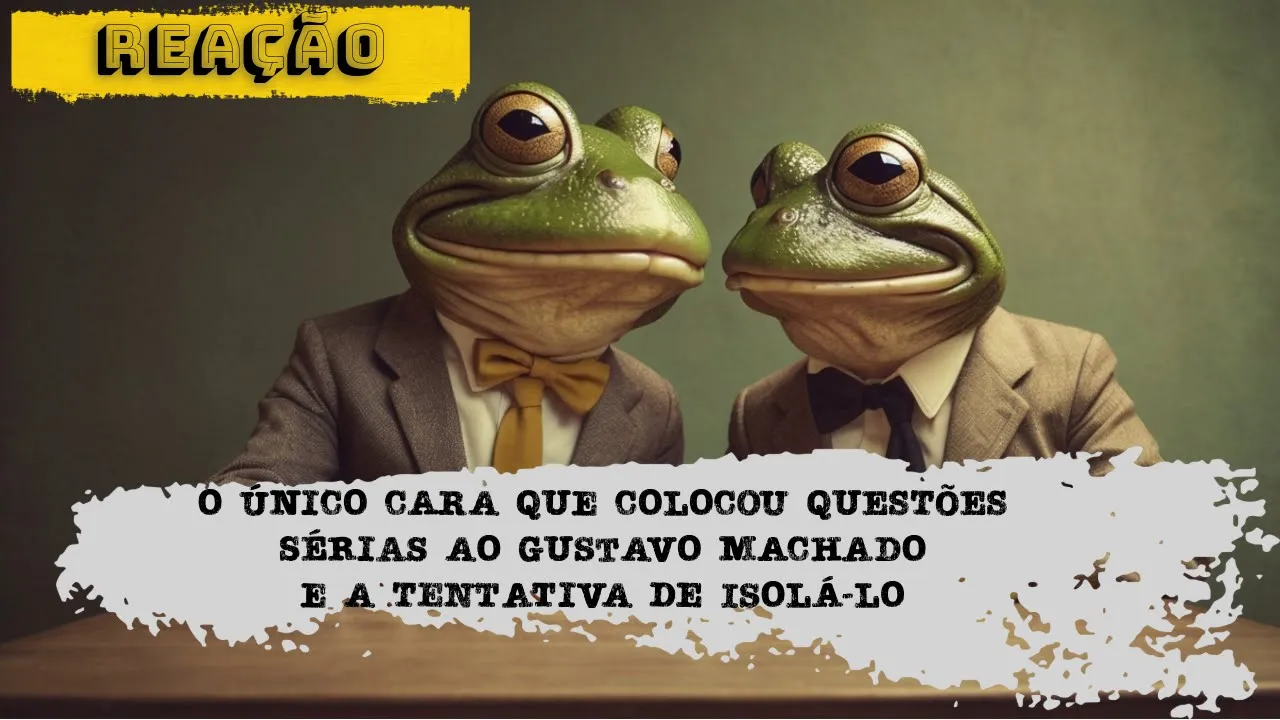 REAÇÃO
O ÚNICO CARA QUE COLOCOU QUESTÕES
SÉRIAS AO GUSTAVO MACHADO
E A TENTATIVA DE ISOLÁ-LO